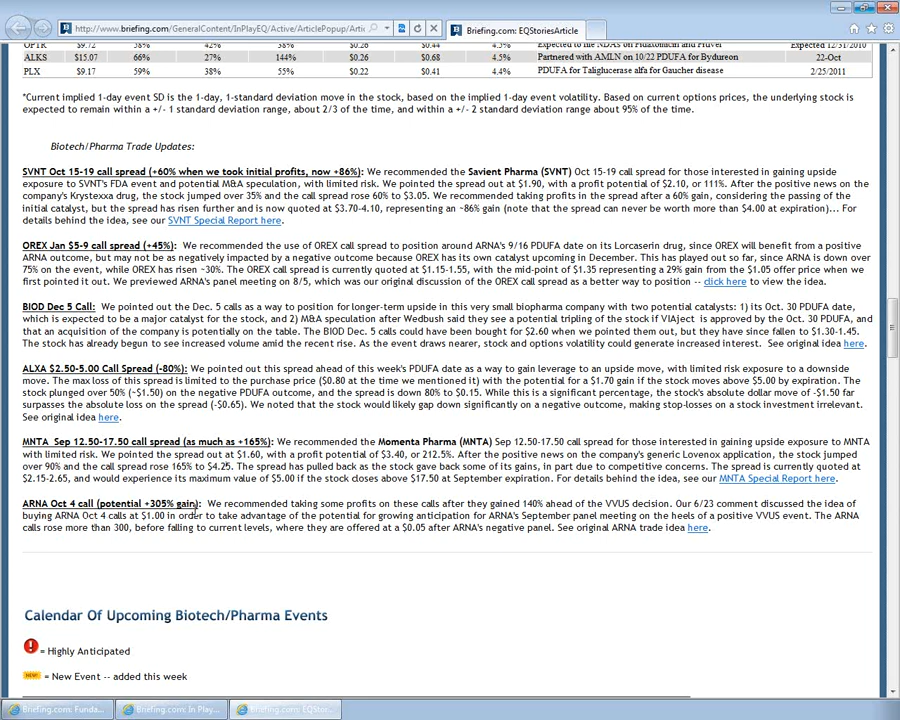 http://www.briefing.com/GeneralContent/InPlayEQ/Active/ArticlePopup/Artic
Briefing.com: EQStoriesArticle
OPTR $9.72 58% 42% 38% $0.26 $0.44 4.5% Expected to file NDAs on Expected 12/31/2010
ALKS $15.07 66% 27% 144% $0.26 $0.68 4.5% Partnered with AMLN on 10/22 PDUFA for Bydureon 22-Oct
PLX $9.17 59% 38% 55% $0.22 $0.41 4.4% PDUFA for Taliglucerase alfa for Gaucher disease 2/25/2011
*Current implied 1-day event SD is the 1-day, 1-standard deviation move in the stock, based on the implied 1-day event volatility. Based on current options prices, the underlying stock is
expected to remain within a +/- 1 standard deviation range, about 2/3 of the time, and within a +/- 2 standard deviation range about 95% of the time.
Biotech/Pharma Trade Updates:
SVNT Oct 15-19 call spread (+60% when we took initial profits, now +86%): We recommended the Savient Pharma (SVNT) Oct 15-19 call spread for those interested in gaining upside
exposure to SVNT's FDA event and potential M&A speculation, with limited risk. We pointed the spread out at $1.90, with a profit potential of $2.10, or 111%. After the positive news on the
company's Krystexxa drug, the stock jumped over 35% and the call spread rose 60% to $3.05. We recommended taking profits in the spread after a 60% gain, considering the passing of the
initial catalyst, but the spread has risen further and is now quoted at $3.70-4.10, representing an ~86% gain (note that the spread can never be worth more than $4.00 at expiration)... For
details behind the idea, see our SVNT Special Report here.
OREX Jan $5-9 call spread (+45%): We recommended the use of OREX call spread to position around ARNA's 9/16 PDUFA date on its Lorcaserin drug, since OREX will benefit from a positive
ARNA outcome, but may not be as negatively impacted by a negative outcome because OREX has its own catalyst upcoming in December. This has played out so far, since ARNA is down over
75% on the event, while OREX has risen ~30%. The OREX call spread is currently quoted at $1.15-1.55, with the mid-point of $1.35 representing a 29% gain from the $1.05 offer price when we
first pointed it out. We previewed ARNA's panel meeting on 8/5, which was our original discussion of the OREX call spread as a better way to position -- click here to view the idea.
BIOD Dec 5 Call: We pointed out the Dec. 5 calls as a way to position for longer-term upside in this very small biopharma company with two potential catalysts: 1) its Oct. 30 PDUFA date,
which is expected to be a major catalyst for the stock, and 2) M&A speculation after Wedbush said they see a potential tripling of the stock if VIAject is approved by the Oct. 30 PDUFA, and
that an acquisition of the company is potentially on the table. The BIOD Dec. 5 calls could have been bought for $2.60 when we pointed them out, but they have since fallen to $1.30-1.45.
The stock has already begun to see increased volume amid the recent rise. As the event draws nearer, stock and options volatility could generate increased interest. See original idea here.
ALXA $2.50-5.00 Call Spread (-80%): We pointed out this spread ahead of this week's PDUFA date as a way to gain leverage to an upside move, with limited risk exposure to a downside
move. The max loss of this spread is limited to the purchase price ($0.80 at the time we mentioned it) with the potential for a $1.70 gain if the stock moves above $5.00 by expiration. The
stock plunged over 50% (~$1.50) on the negative PDUFA outcome, and the spread is down 80% to $0.15. While this is a significant percentage, the stock's absolute dollar move of -$1.50 far
surpasses the absolute loss on the spread (-$0.65). We noted that the stock would likely gap down significantly on a negative outcome, making stop-losses on a stock investment irrelevant.
See original idea here.
MNTA Sep 12.50-17.50 call spread (as much as +165%): We recommended the Momenta Pharma (MNTA) Sep 12.50-17.50 call spread for those interested in gaining upside exposure to MNTA
with limited risk. We pointed the spread out at $1.60, with a profit potential of $3.40, or 212.5%. After the positive news on the company's generic Lovenox application, the stock jumped
over 90% and the call spread rose 165% to $4.25. The spread has pulled back as the stock gave back some of its gains, in part due to competitive concerns. The spread is currently quoted at
$2.15-2.65, and would experience its maximum value of $5.00 if the stock closes above $17.50 at September expiration. For details behind the idea, see our MNTA Special Report here.
ARNA Oct 4 call (potential +305% gain): We recommended taking some profits on these calls after they gained 140% ahead of the VVUS decision. Our 6/23 comment discussed the idea of
buying ARNA Oct 4 calls at $1.00 in order to take advantage of the potential for growing anticipation for ARNA's September panel meeting on the heels of a positive VVUS event. The ARNA
calls rose more than 300, before falling to current levels, where they are offered at a $0.05 after ARNA's negative panel. See original ARNA trade idea here.
Calendar Of Upcoming Biotech/Pharma Events
= Highly Anticipated
NEW! = New Event -- added this week
Briefing.com: Funda...
Briefing.com: In Play...
Briefing.com: EQStor...